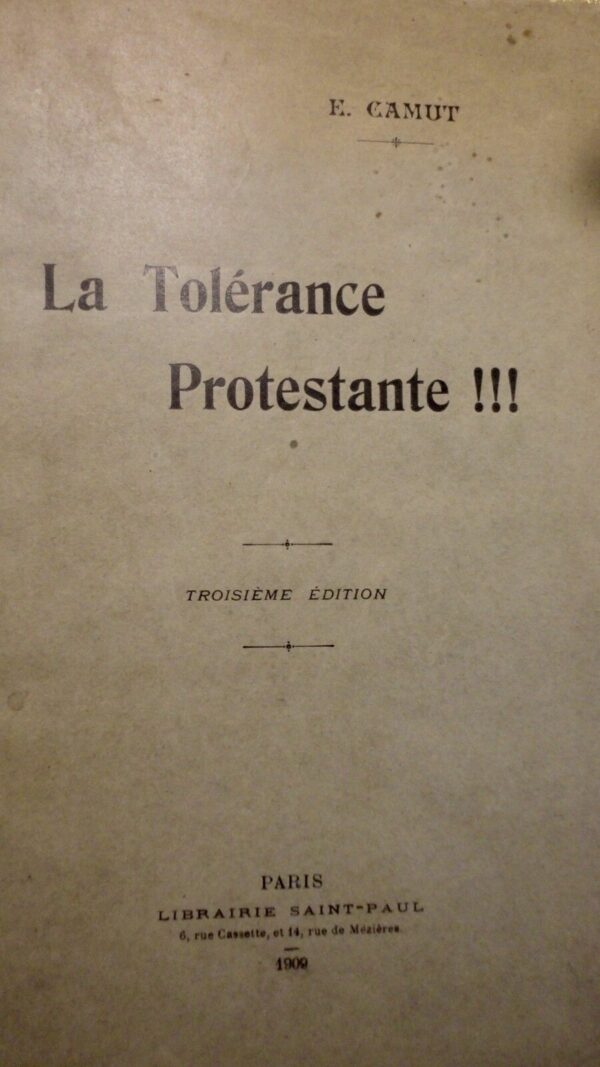 E. CAMUT
La Tolérance
Protestante !!!
TROISIÈME ÉDITION
PARIS
LIBRAIRIE SAINT-PAUL
6, rue Cassette, et 14, rue de Mézières.
1909